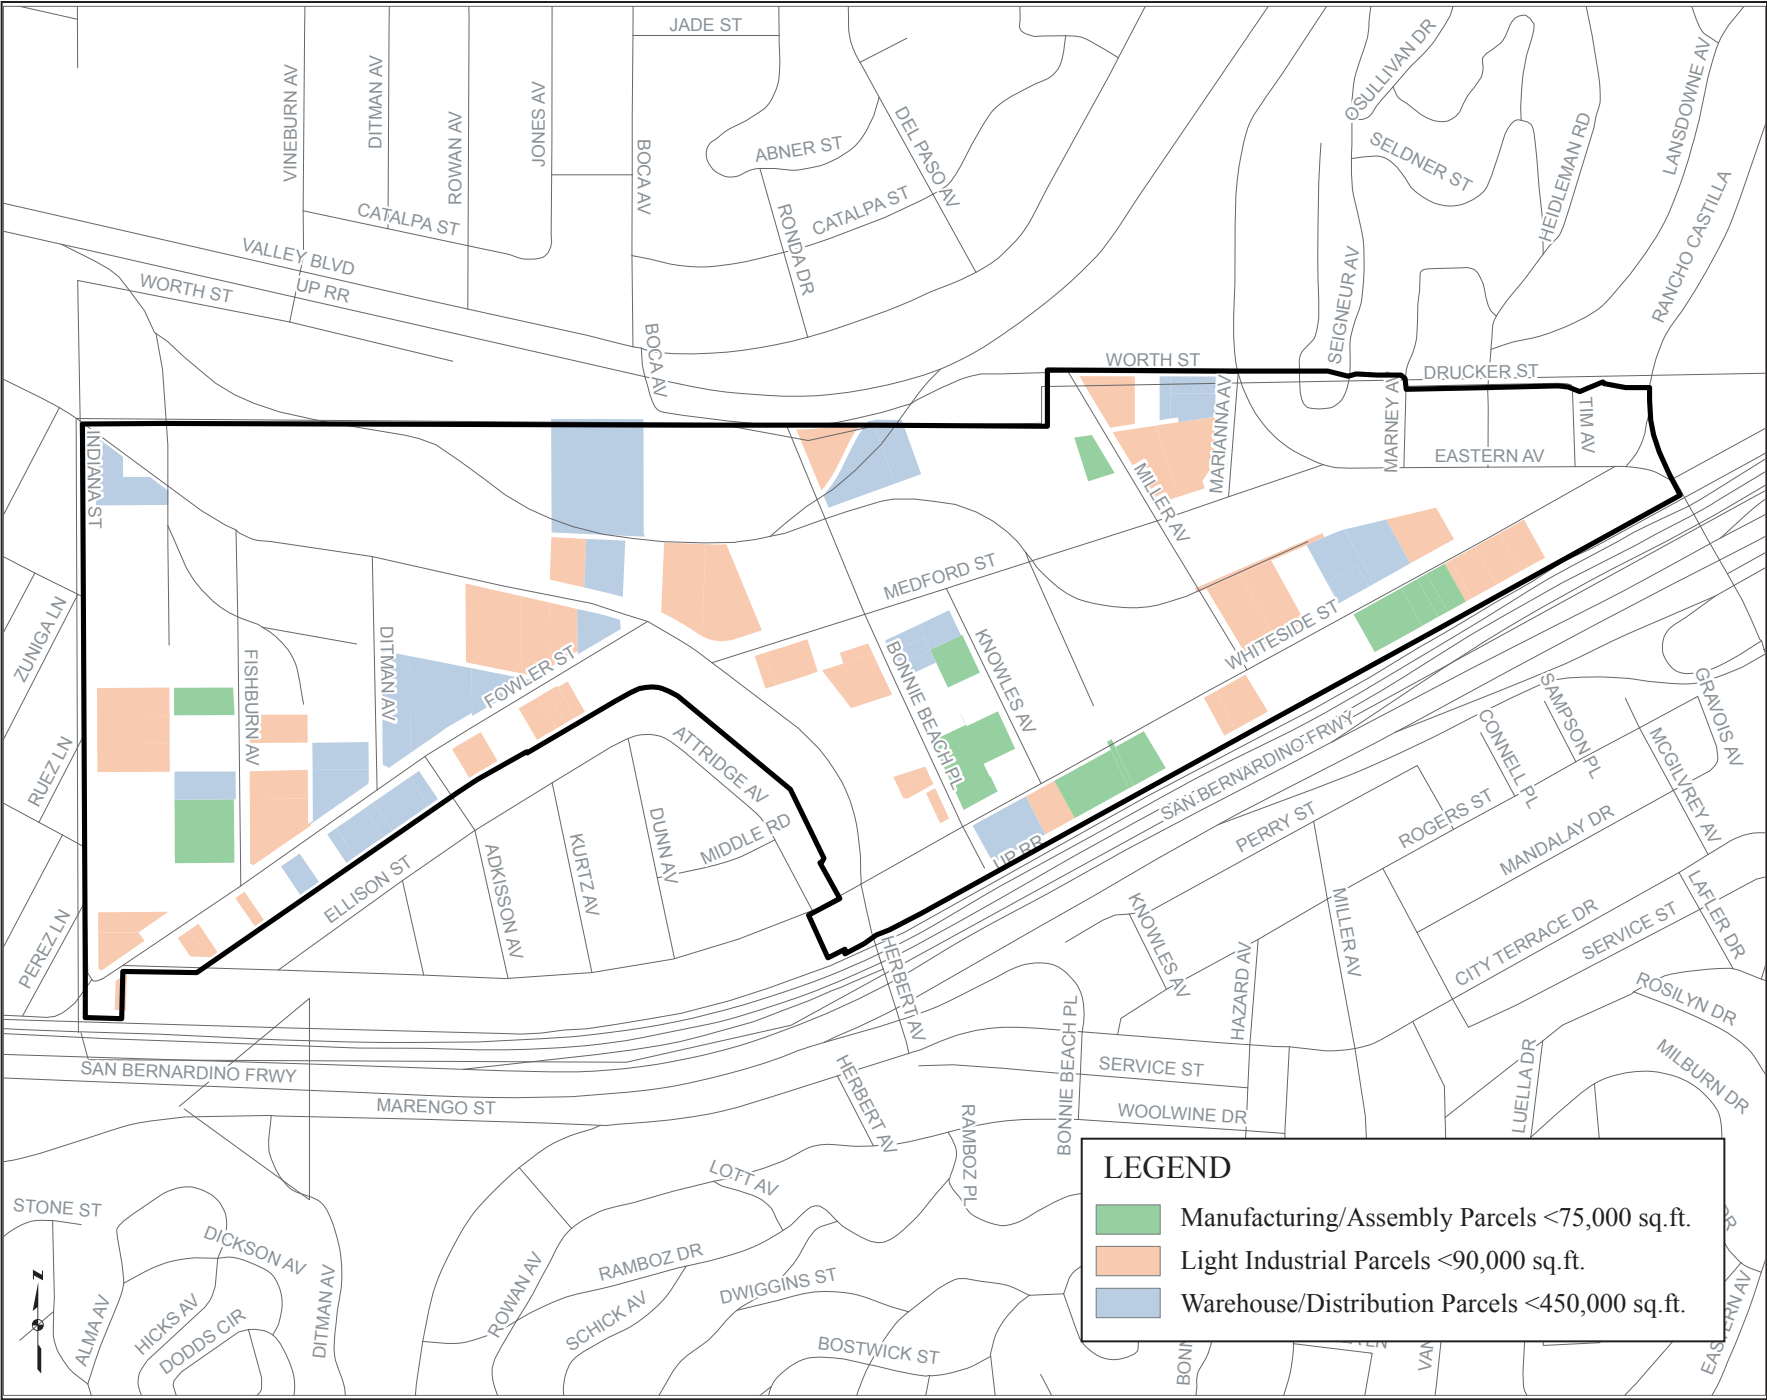 JADE ST
OSULLIVAN DR
LANSDOWNE AV
VINEBURN AV
DITMAN AV
ROWAN AV
JONES AV
BOCA AV
ABNER ST
DEL PASO AV
SELDNER ST
HEIDLEMAN RD
CATALPA ST
CATALPA ST
RONDA DR
RANCHO CASTILLA
VALLEY BLVD
UP RR
WORTH ST
SEIGNEUR AV
BOCA AV
WORTH ST
DRUCKER ST
MARIANNA AV
MARNEY AV
TIM AV
EASTERN AV
INDIANA ST
MILLER AV
MEDFORD ST
ZUNIGA LN
FISHBURN AV
DITMAN AV
FOWLER ST
BONNIE BEACH PL
KNOWLES AV
WHITESIDE ST
RUEZ LN
ATTRIDGE AV
SAN BERNARDINO FRWY
SAMPSON PL
CONNELL PL
GRAVOIS AV
MCGILVREY AV
DUNN AV
MIDDLE RD
KURTZ AV
ADKISSON AV
ELLISON ST
UP RR
PERRY ST
ROGERS ST
MANDALAY DR
PEREZ LN
HERBERT AV
KNOWLES AV
HAZARD AV
MILLER AV
CITY TERRACE DR
SERVICE ST
LAFLER DR
ROSILYN DR
SAN BERNARDINO FRWY
MARENGO ST
HERBERT AV
BONNIE BEACH PL
SERVICE ST
WOOLWINE DR
LUELLA DR
MILBURN DR
RAMBOZ PL
LOTT AV
STONE ST
DICKSON AV
RAMBOZ DR
DWIGGINS ST
ROWAN AV
SCHICK AV
BOSTWICK ST
ALMA AV
HICKS AV
DODDS CIR
DITMAN AV
LEGEND
Manufacturing/Assembly Parcels <75,000 sq.ft.
Light Industrial Parcels <90,000 sq.ft.
Warehouse/Distribution Parcels <450,000 sq.ft.
BONN
VAN
DR
Z